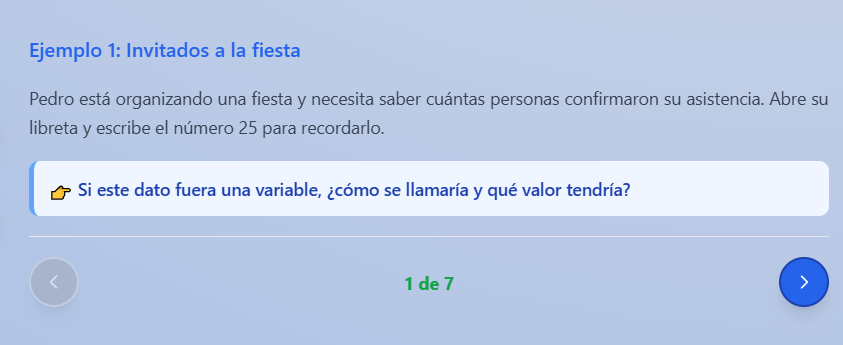 Ejemplo 1: Invitados a la fiesta
Pedro está organizando una fiesta y necesita saber cuántas personas confirmaron su asistencia. Abre su
libreta y escribe el número 25 para recordarlo.
👉 Si este dato fuera una variable, ¿cómo se llamaría y qué valor tendría?
1 de 7